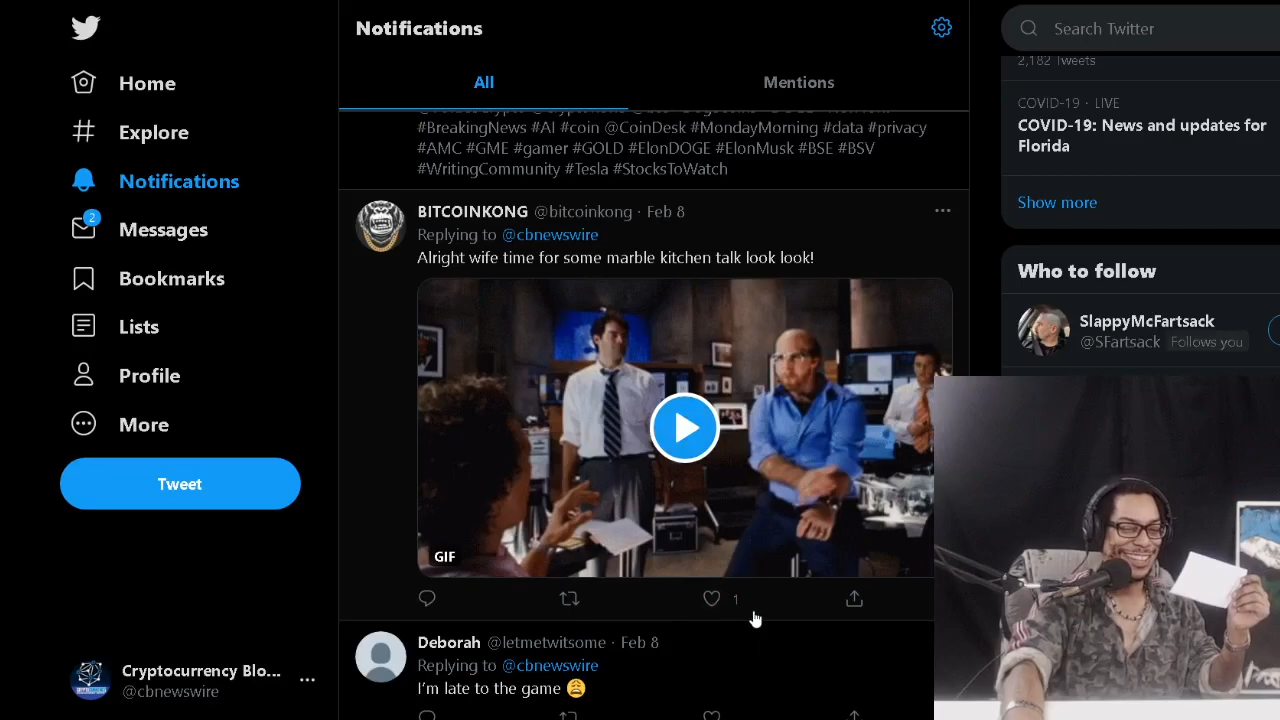 Home
Explore
Notifications
2
Messages
Bookmarks
Lists
Profile
More
Tweet
Cryptocurrency Blo...
@cbnewswire
Notifications
All
Mentions
#BreakingNews #AI #coin @CoinDesk #MondayMorning #data #privacy
#AMC #GME #gamer #GOLD #ElonDOGE #ElonMusk #BSE #BSV
#WritingCommunity #Tesla #StocksToWatch
BITCOINKONG @bitcoinkong · Feb 8
Replying to @cbnewswire
Alright wife time for some marble kitchen talk look look!
GIF
1
Deborah @letmetwitsome · Feb 8
Replying to @cbnewswire
I'm late to the game 😩
Search Twitter
2,182 Tweets
COVID-19 · LIVE
COVID-19: News and updates for
Florida
Show more
Who to follow
SlappyMcFartsack
@SFartsack Follows you